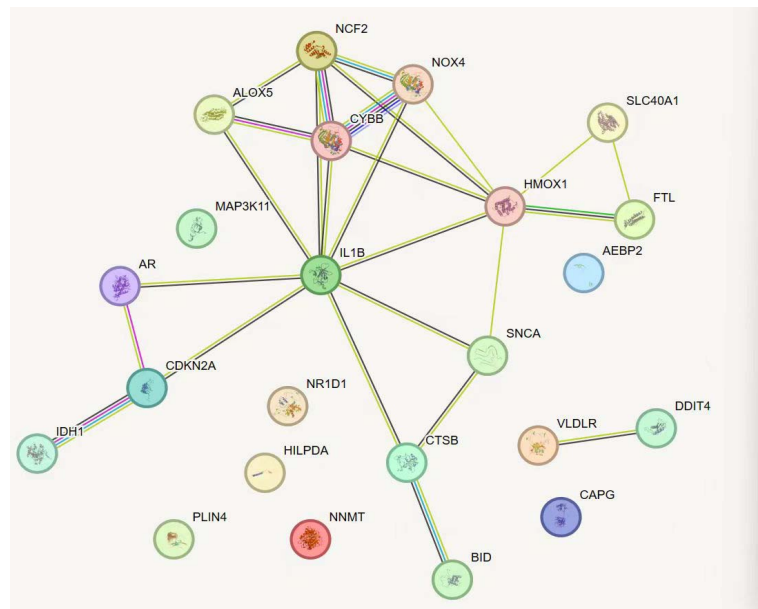 NCF2
NOX4
ALOX5
SLC40A1
CYBB
HMOX1
MAP3K11
FTL
IL1B
AEBP2
AR
SNCA
CDKN2A
NR1D1
IDH1
CTSB
VLDLR
DDIT4
HILPDA
CAPG
PLIN4
NNMT
BID